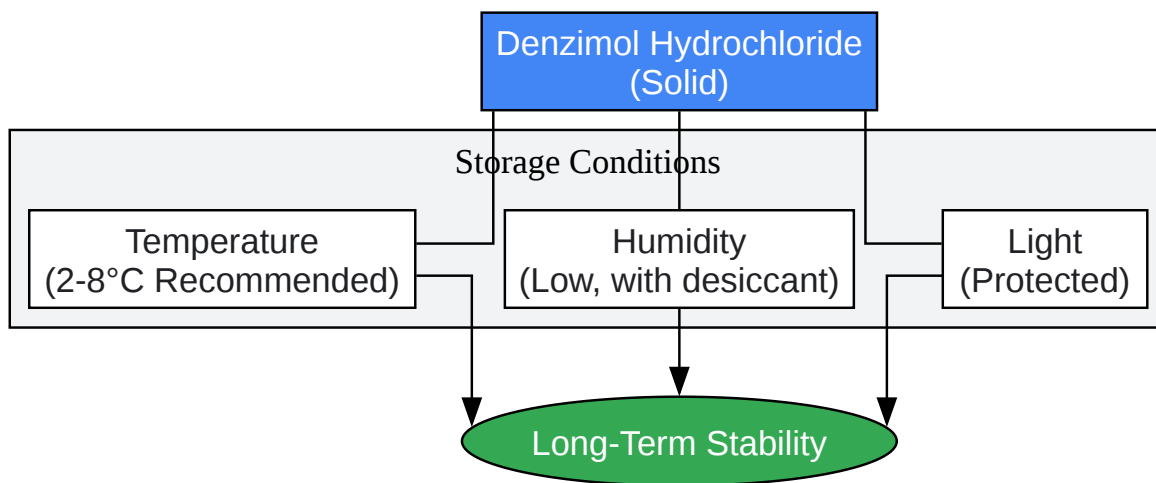 Denzimol Hydrochloride
(Solid)
Storage Conditions
Temperature
(2-8°C Recommended)
Humidity
(Low, with desiccant)
Light
(Protected)
Long-Term Stability